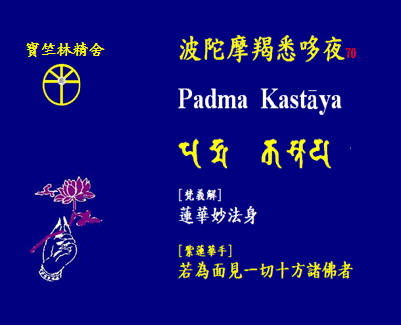 寶竺林精舍
波陀摩羯悉哆夜70
Padma Kastāya
[梵義解]
蓮華妙法身
[紫蓮華手]
若為面見一切十方諸佛者